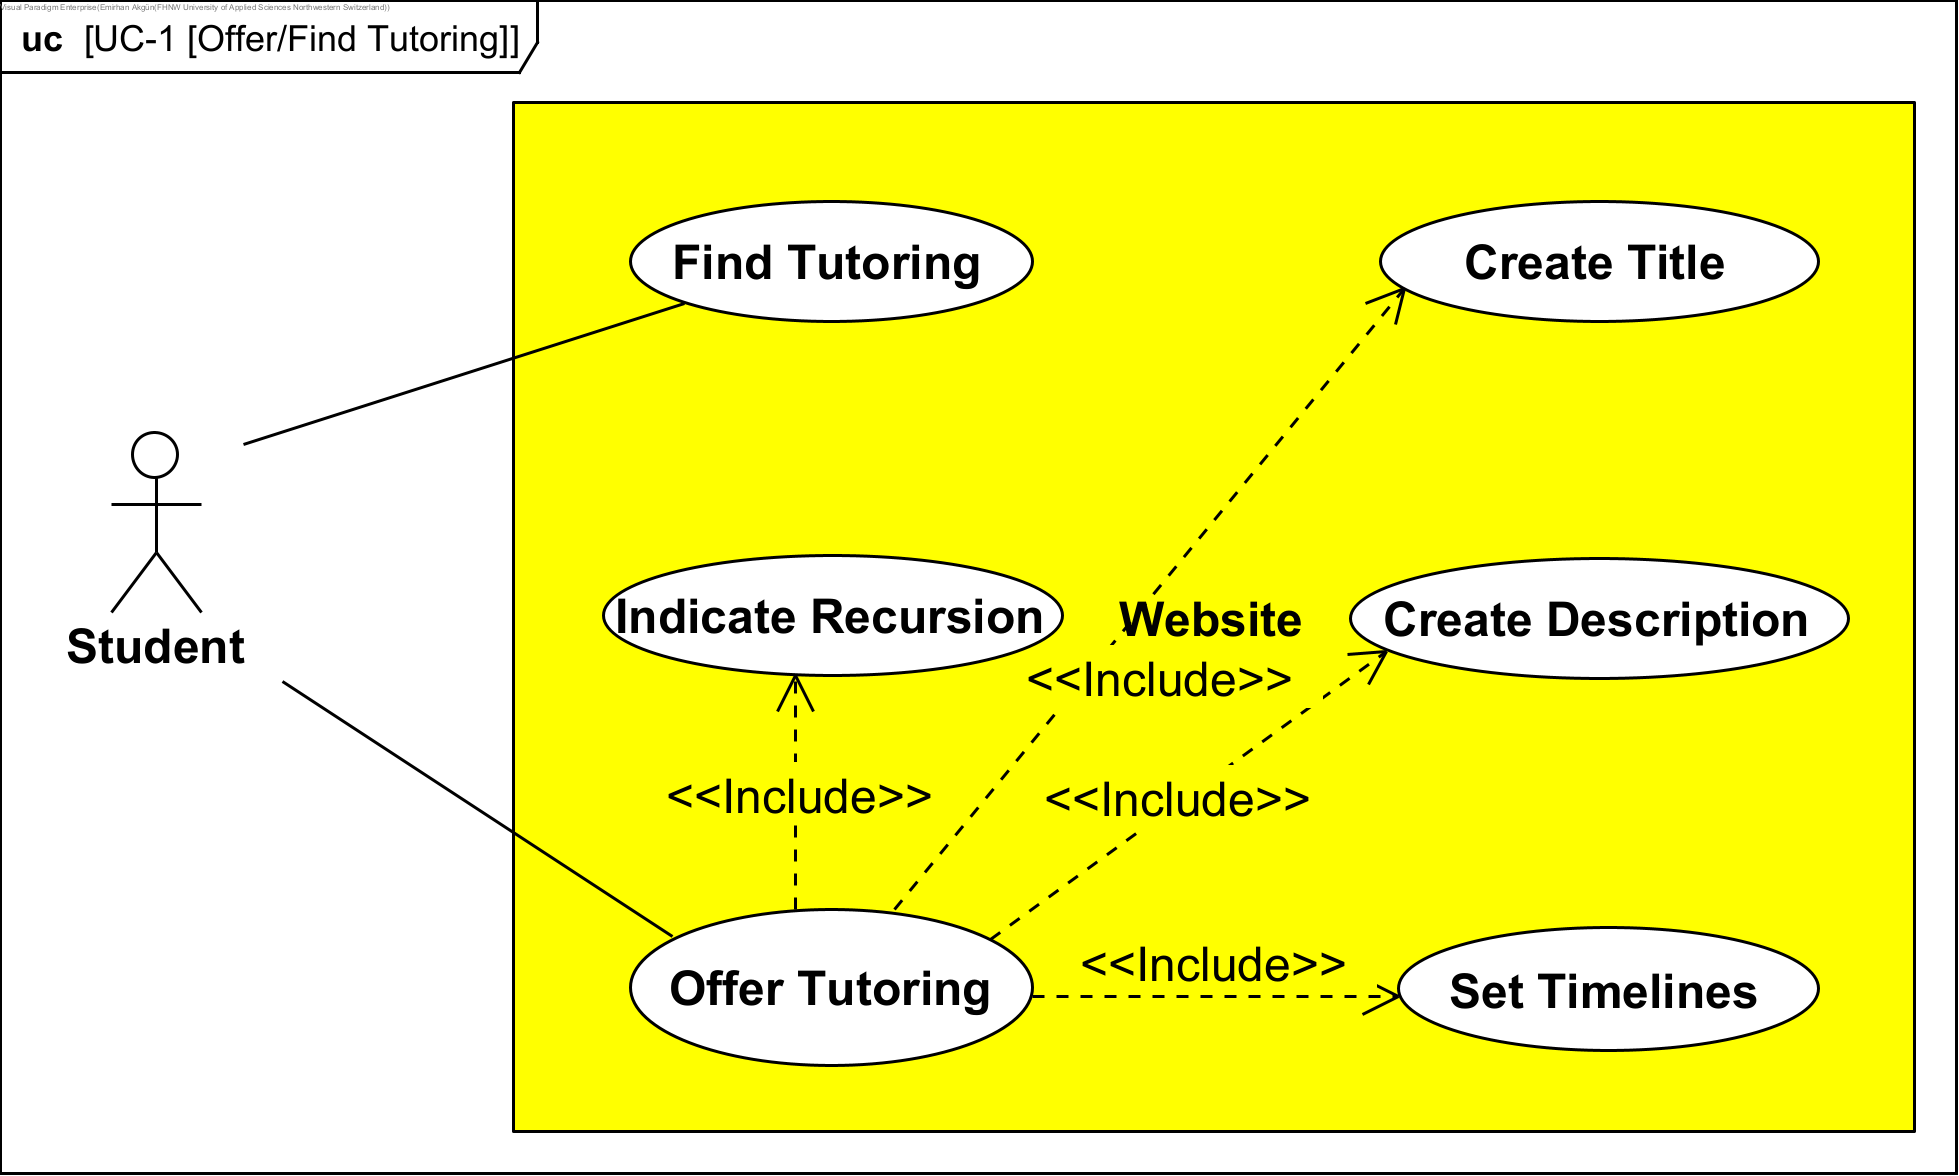 Visual Paradigm Enterprise(Emirhan Akgün(FHNW University of Applied Sciences Northwestern Switzerland))
uc [UC-1 [Offer/Find Tutoring]]
Find Tutoring
Create Title
Student
Indicate Recursion
Website
Create Description
<<Include>>
<<Include>>
<<Include>>
<<Include>>
Offer Tutoring
Set Timelines